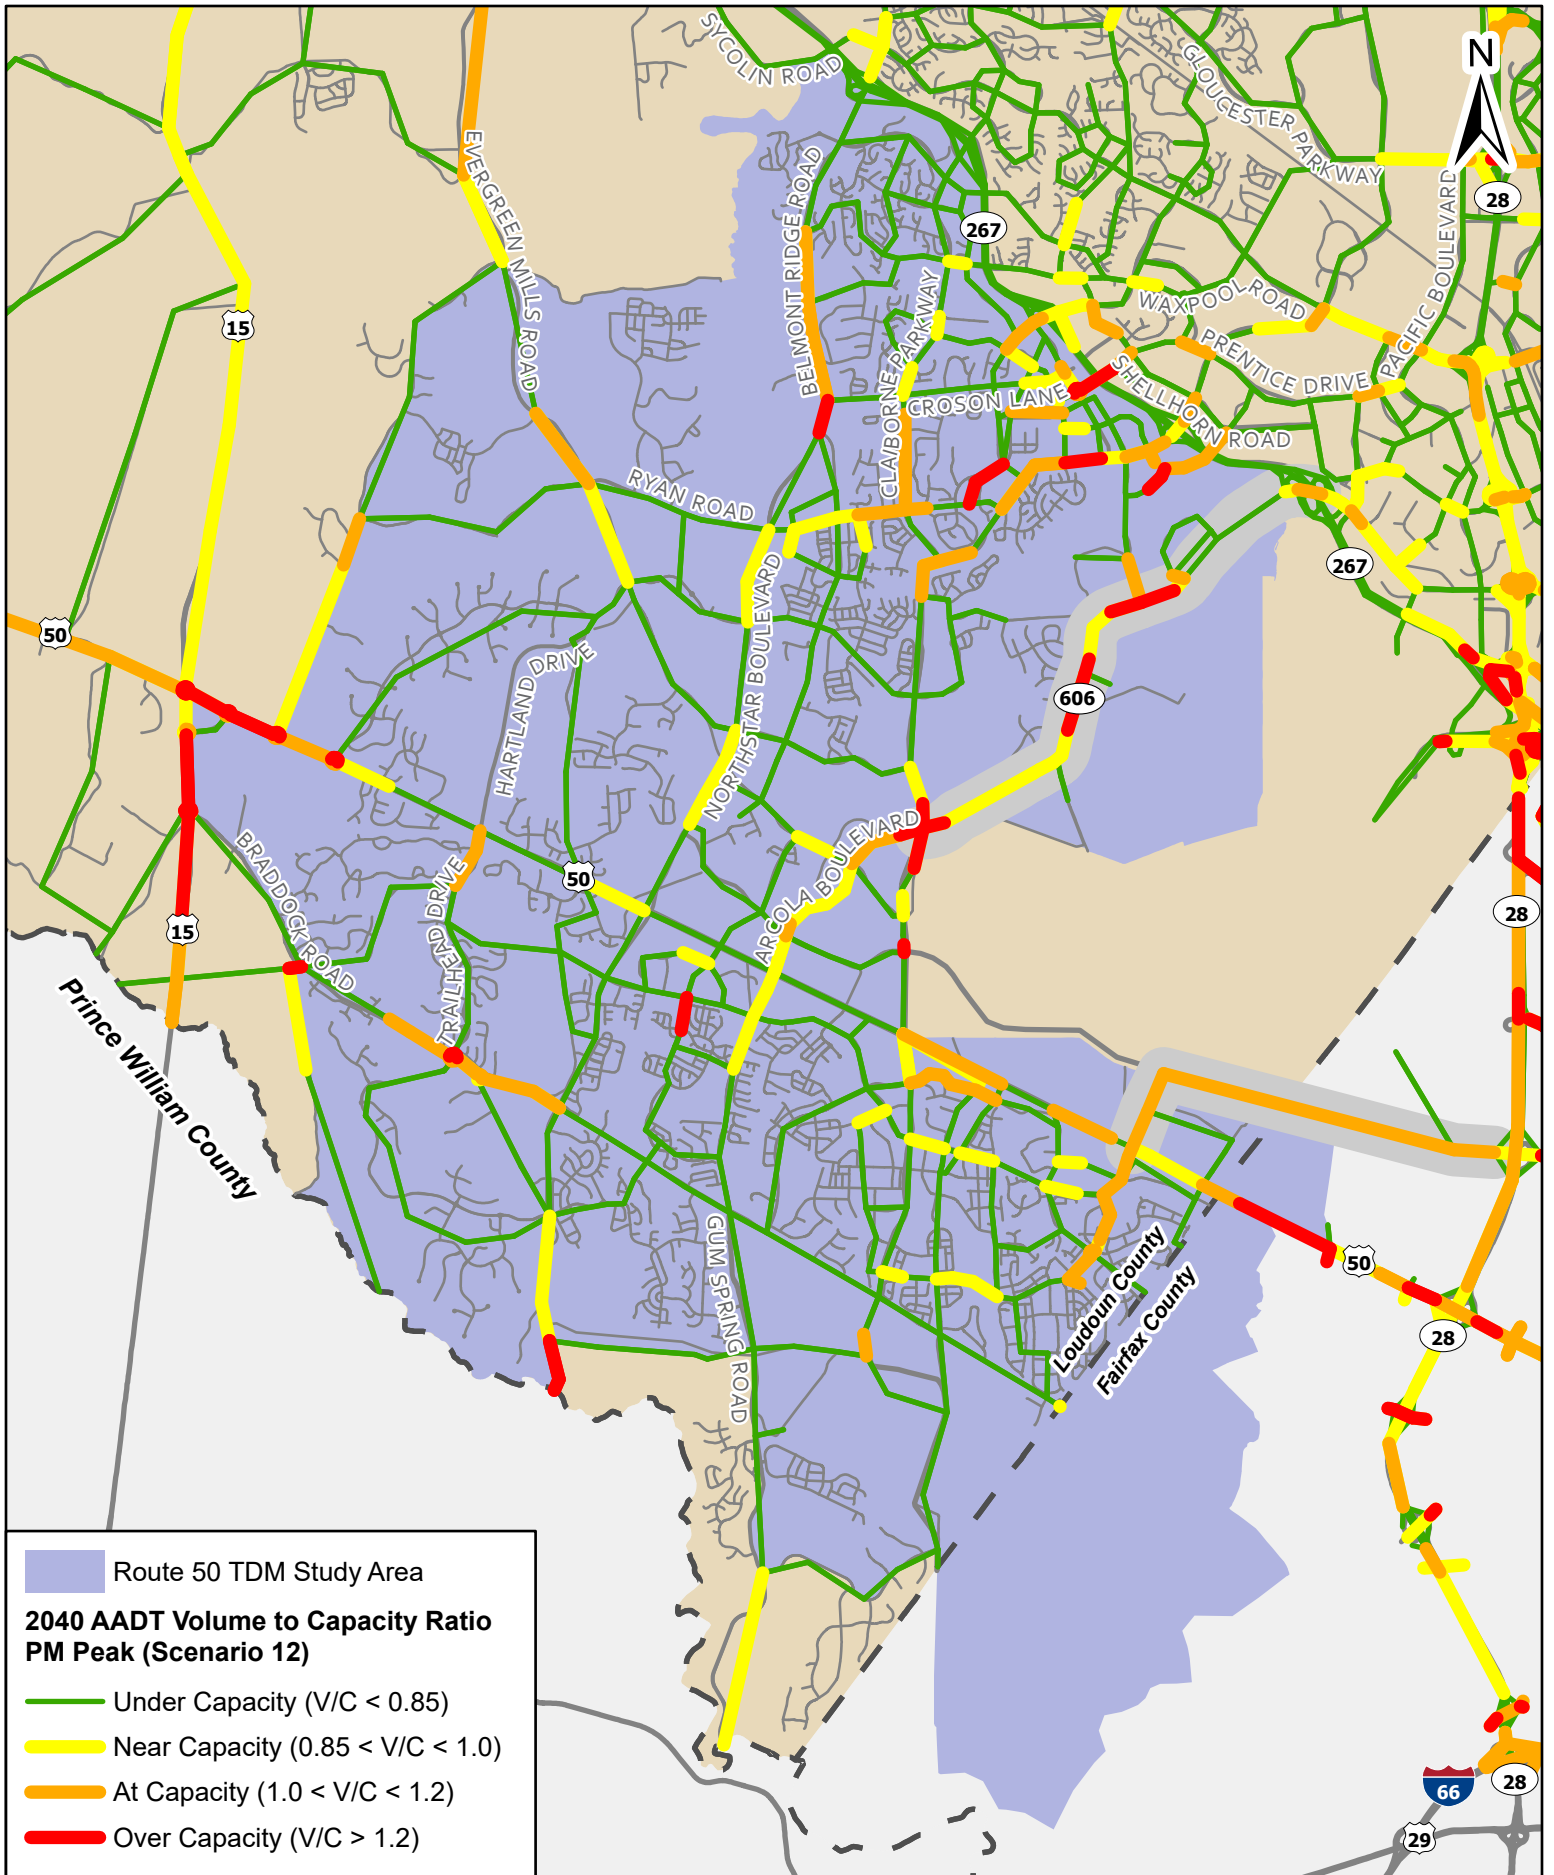 SYCOLIN ROAD
GLOUCESTER PARKWAY
N
28
EVERGREEN MILLS ROAD
BELMONT RIDGE ROAD
267
PACIFIC BOULEVARD
15
CLAIBORNE PARKWAY
WAXPOOL ROAD
PRENTICE DRIVE
CROSON LANE
SHELLHORN ROAD
RYAN ROAD
267
50
NORTHSTAR BOULEVARD
HARTLAND DRIVE
606
BRADDOCK ROAD
ARCOLA BOULEVARD
50
TRAILHEAD DRIVE
15
28
Prince William County
GUM SPRING ROAD
Loudoun County
Fairfax County
50
28
Route 50 TDM Study Area
2040 AADT Volume to Capacity Ratio
PM Peak (Scenario 12)
Under Capacity (V/C < 0.85)
Near Capacity (0.85 < V/C < 1.0)
At Capacity (1.0 < V/C < 1.2)
Over Capacity (V/C > 1.2)
66
28
29